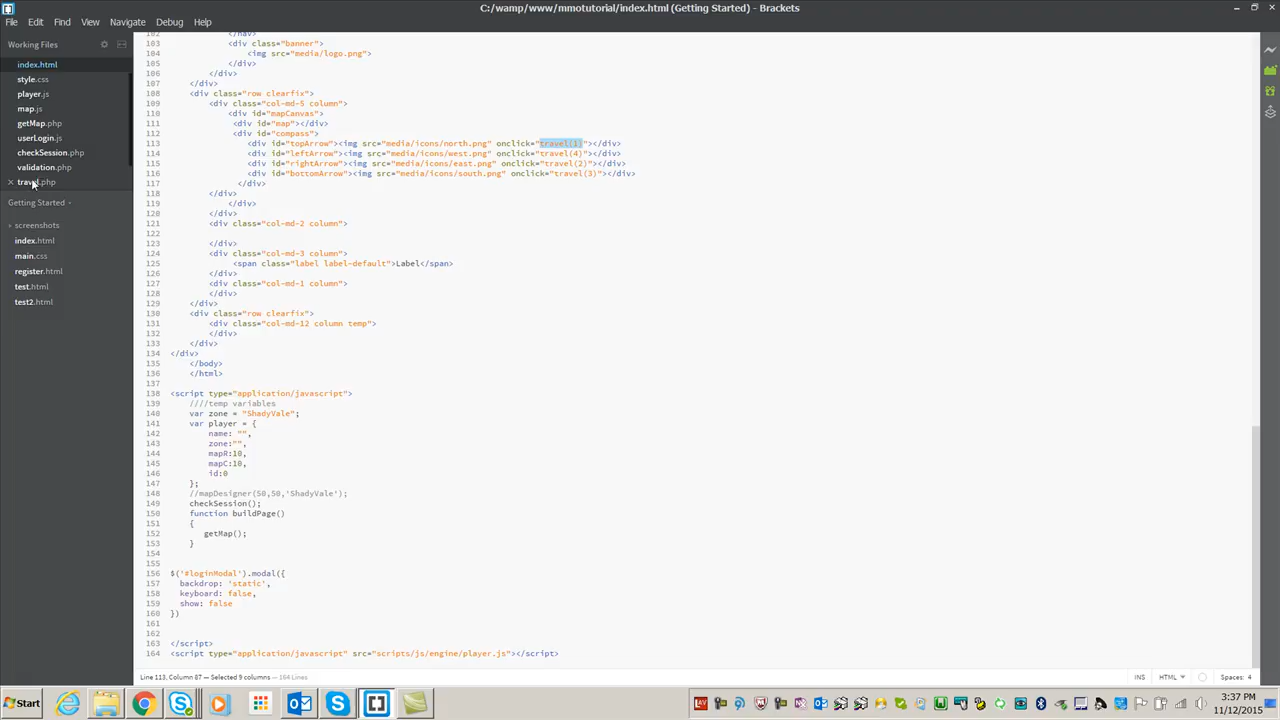 C:/wamp/www/mmotutorial/index.html (Getting Started) - Brackets
File Edit Find View Navigate Debug Help
Working Files
index.html
style.css
player.js
map.js
getMap.php
userLogin.js
checkSession.php
validation.php
travel.php
Getting Started
screenshots
index.html
main.css
register.html
test.html
test2.html
102 </nav>
103 <div class="banner">
104 <img src="media/logo.png">
105 </div>
106 </div>
107 </div>
108 <div class="row clearfix">
109 <div class="col-md-5 column">
110 <div id="mapCanvas">
111 <div id="map"></div>
112 <div id="compass">
113 <div id="topArrow"><img src="media/icons/north.png" onclick="travel(1)"></div>
114 <div id="leftArrow"><img src="media/icons/west.png" onclick="travel(4)"></div>
115 <div id="rightArrow"><img src="media/icons/east.png" onclick="travel(2)"></div>
116 <div id="bottomArrow"><img src="media/icons/south.png" onclick="travel(3)"></div>
117 </div>
118 </div>
119 </div>
120 </div>
121 <div class="col-md-2 column">
122
123 </div>
124 <div class="col-md-3 column">
125 <span class="label label-default">Label</span>
126 </div>
127 <div class="col-md-1 column">
128 </div>
129 </div>
130 <div class="row clearfix">
131 <div class="col-md-12 column temp">
132 </div>
133 </div>
134 </div>
135 </body>
136 </html>
137
138 <script type="application/javascript">
139 ////temp variables
140 var zone = "ShadyVale";
141 var player = {
142 name: "",
143 zone:"",
144 mapR:10,
145 mapC:10,
146 id:0
147 };
148 //mapDesigner(50,50,'ShadyVale');
149 checkSession();
150 function buildPage()
151 {
152 getMap();
153 }
154
155
156 $('#loginModal').modal({
157 backdrop: 'static',
158 keyboard: false,
159 show: false
160 })
161
162
163 </script>
164 <script type="application/javascript" src="scripts/js/engine/player.js"></script>
Line 113, Column 87 — Selected 9 columns — 164 Lines
INS HTML Spaces: 4
Start
3:37 PM
11/12/2015